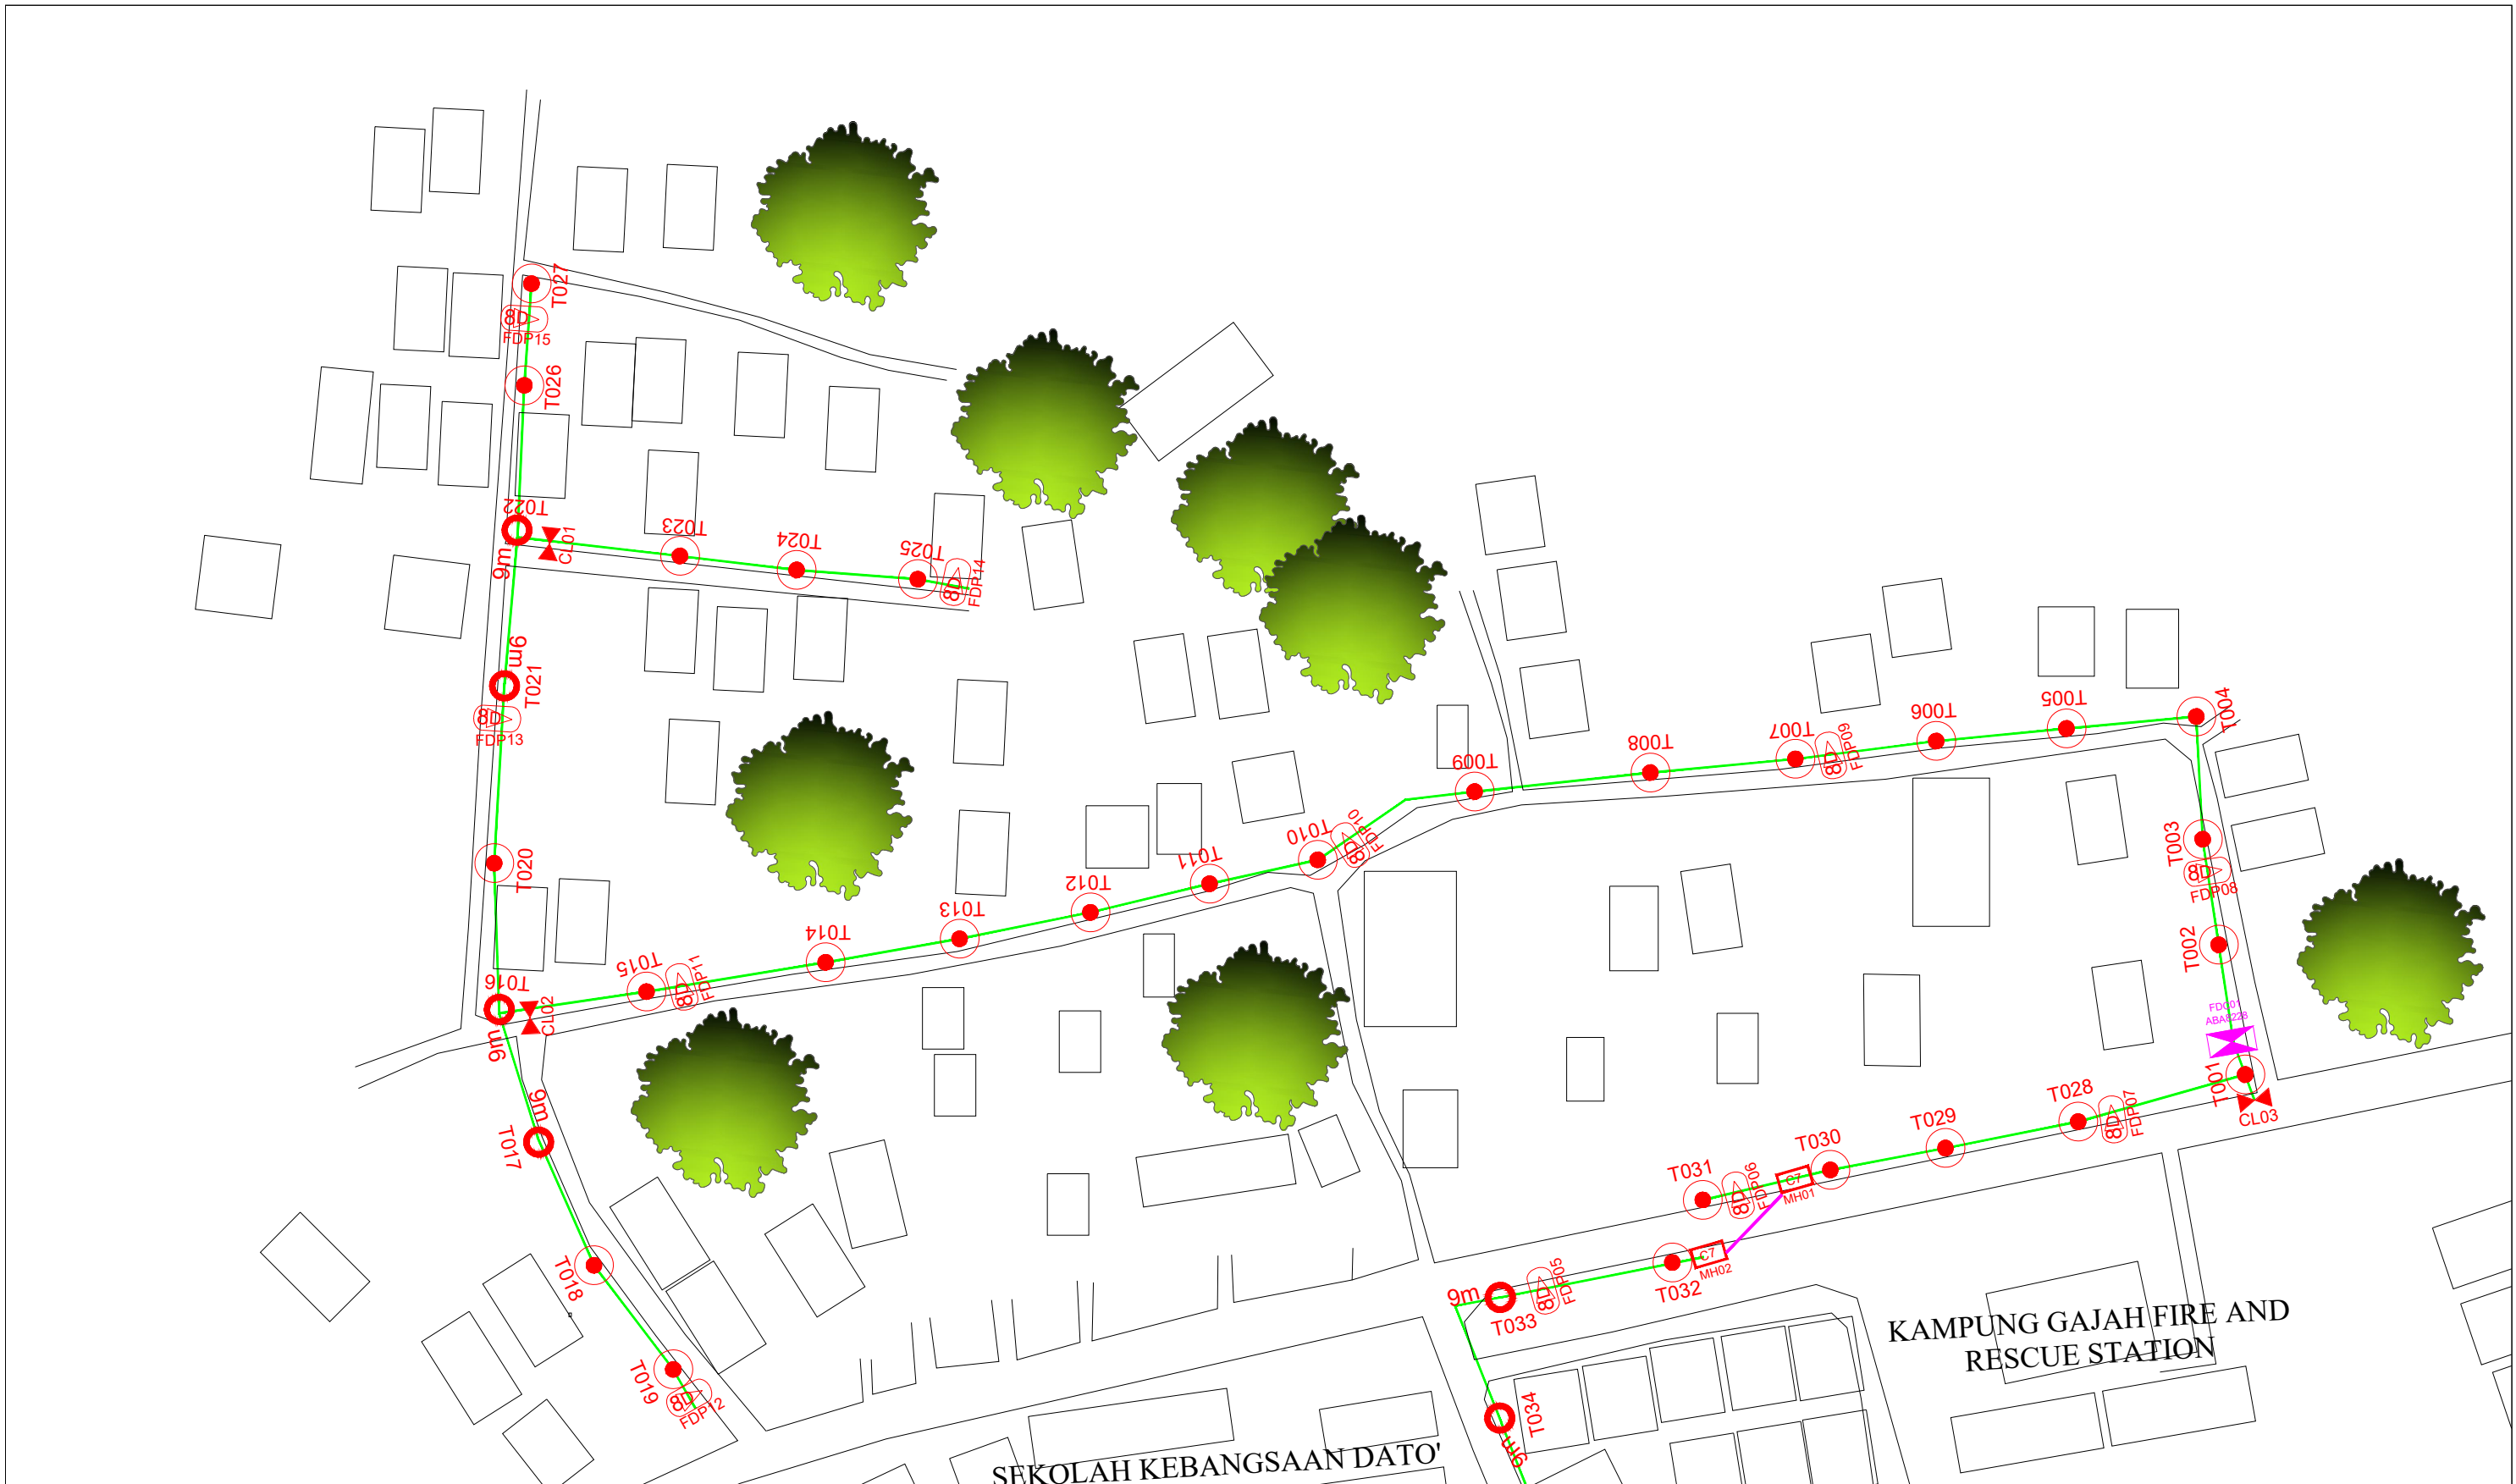 T027
8D
FDP15
T026
T022
9m
CL01
T023
T024
T025
8D
FDP14
9m
T021
8D
FDP13
T020
T016
9m
CL02
T015
8D
FDP11
T014
T013
T012
T011
T010
8D
FDP10
T009
T008
T007
8D
FDP09
T006
T005
T004
T003
8D
FDP08
T002
FDC01
ABA8228
T001
CL03
T028
8D
FDP07
T029
T030
C7
MH01
T031
8D
FDP06
C7
MH02
T032
8D
FDP05
9m
T033
T034
9m
9m
T017
T018
T019
8D
FDP12
KAMPUNG GAJAH FIRE AND
RESCUE STATION
SEKOLAH KEBANGSAAN DATO'